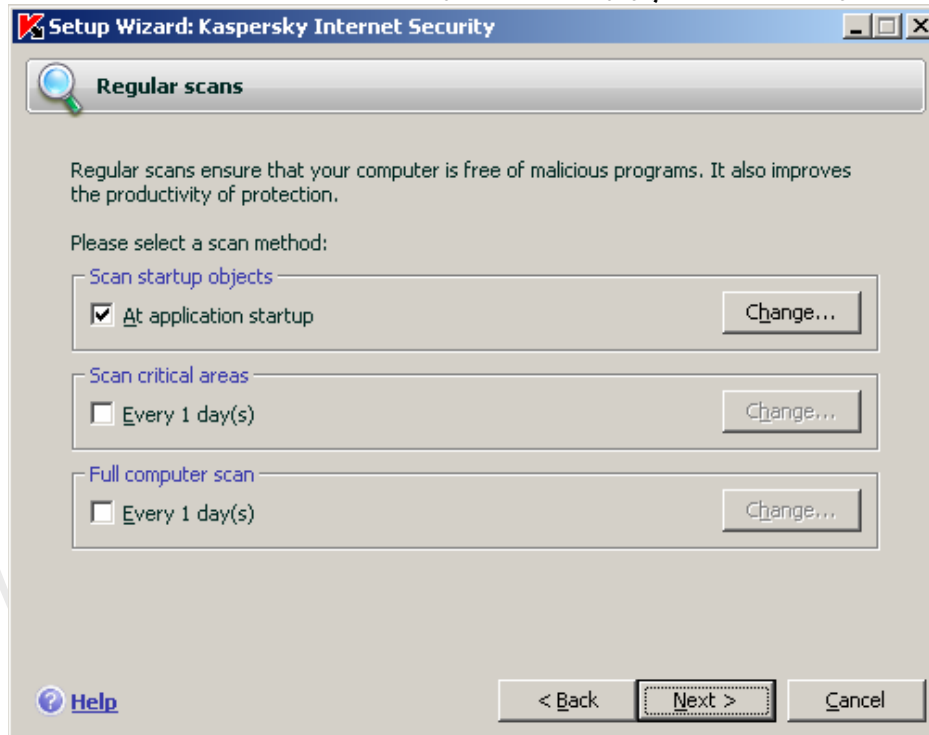 Setup Wizard: Kaspersky Internet Security
Regular scans
Regular scans ensure that your computer is free of malicious programs. It also improves
the productivity of protection.
Please select a scan method:
Scan startup objects
At application startup
Change...
Scan critical areas
Every 1 day(s)
Change...
Full computer scan
Every 1 day(s)
Change...
Help
< Back
Next >
Cancel